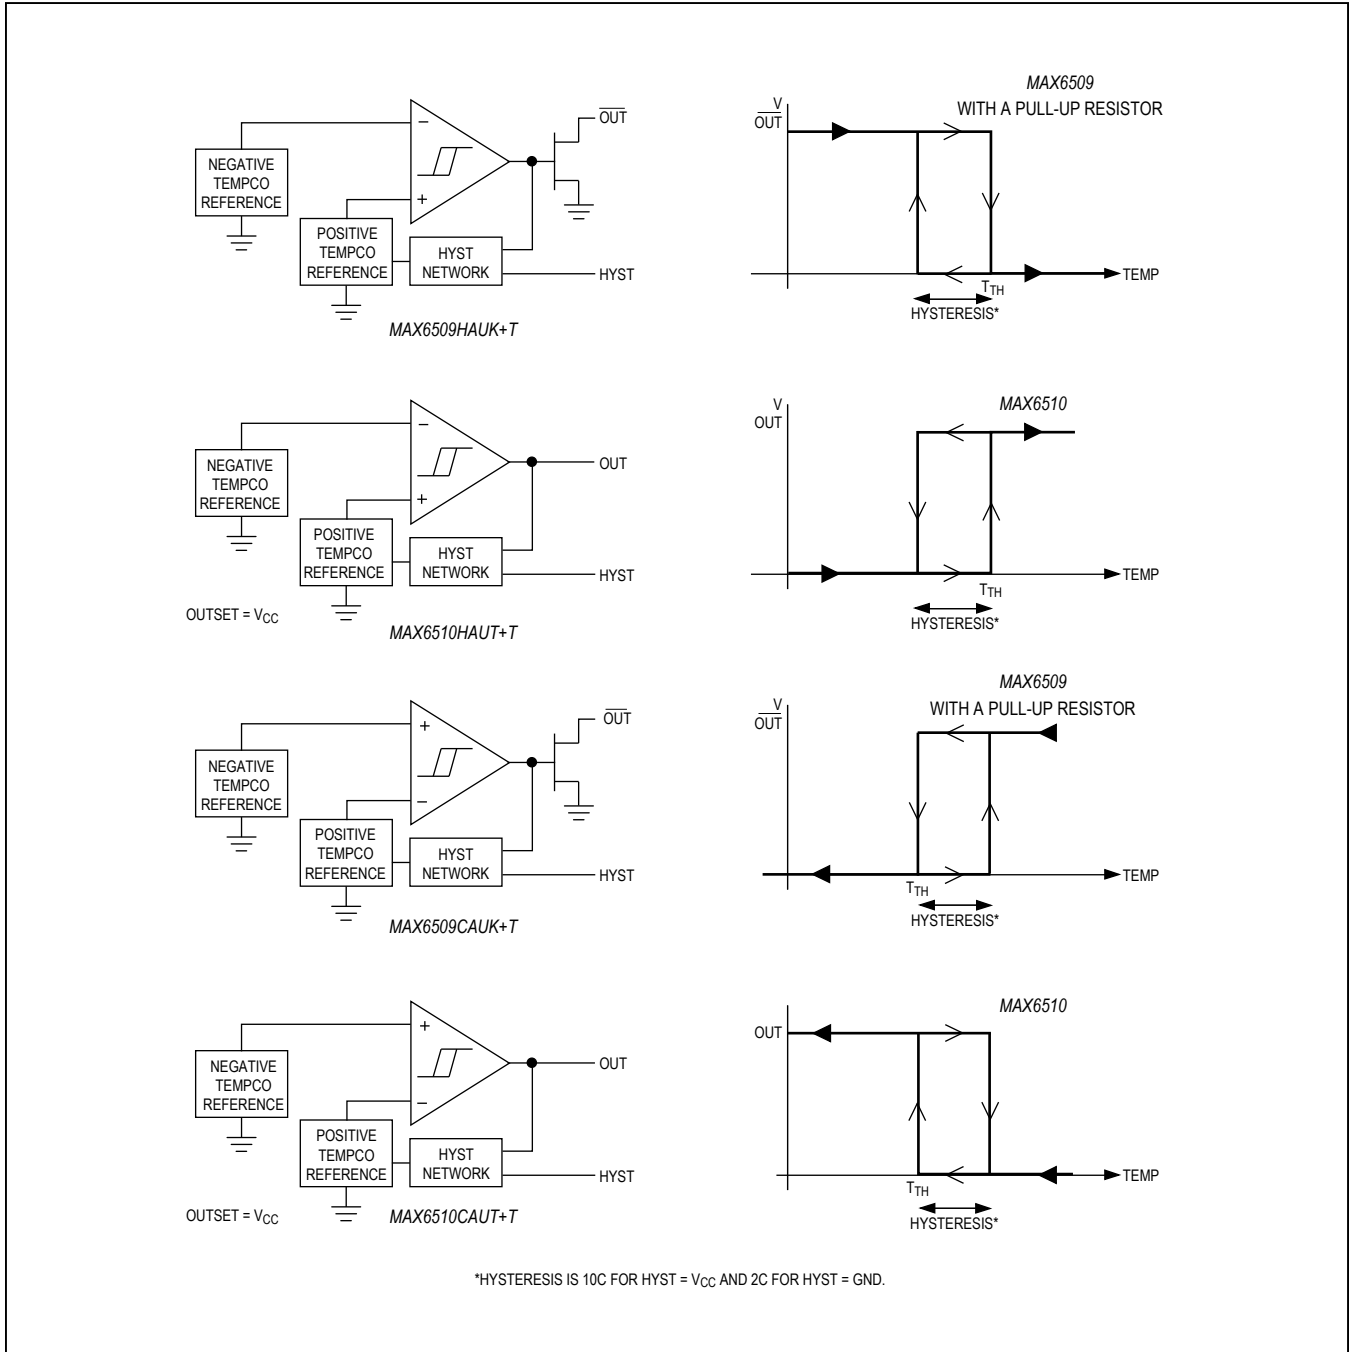 MAX6509
WITH A PULL-UP RESISTOR
−
+
OUT
NEGATIVE
TEMPCO
REFERENCE
POSITIVE
TEMPCO
REFERENCE
HYST
NETWORK
HYST
MAX6509HAUK+T
V
OUT
TEMP
TTH
HYSTERESIS*
−
+
OUT
NEGATIVE
TEMPCO
REFERENCE
POSITIVE
TEMPCO
REFERENCE
HYST
NETWORK
HYST
OUTSET = VCC
MAX6510HAUT+T
MAX6510
V
OUT
TEMP
TTH
HYSTERESIS*
+
−
OUT
NEGATIVE
TEMPCO
REFERENCE
POSITIVE
TEMPCO
REFERENCE
HYST
NETWORK
HYST
MAX6509CAUK+T
MAX6509
WITH A PULL-UP RESISTOR
V
OUT
TEMP
TTH
HYSTERESIS*
+
−
OUT
NEGATIVE
TEMPCO
REFERENCE
POSITIVE
TEMPCO
REFERENCE
HYST
NETWORK
HYST
OUTSET = VCC
MAX6510CAUT+T
MAX6510
OUT
TEMP
TTH
HYSTERESIS*
*HYSTERESIS IS 10C FOR HYST = VCC AND 2C FOR HYST = GND.